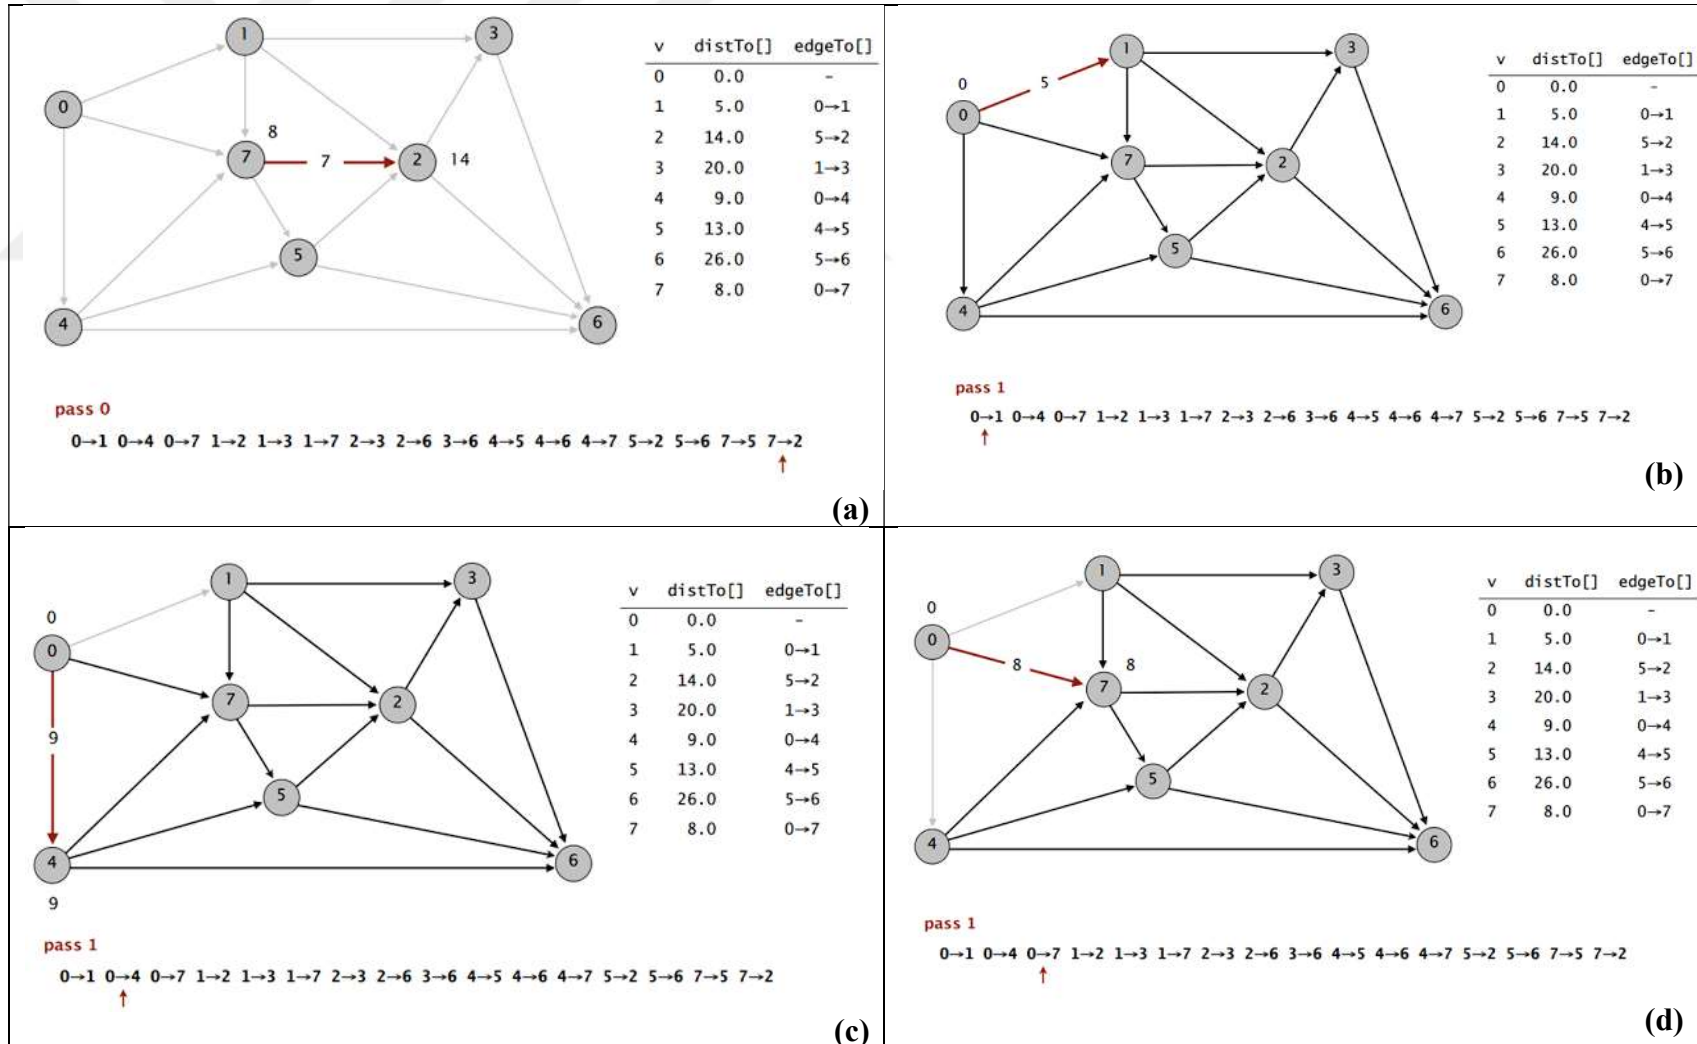 1
3
0
8
7
7
2
14
5
4
6
v distTo[] edgeTo[]
0 0.0 –
1 5.0 0→1
2 14.0 5→2
3 20.0 1→3
4 9.0 0→4
5 13.0 4→5
6 26.0 5→6
7 8.0 0→7
pass 0
0→1 0→4 0→7 1→2 1→3 1→7 2→3 2→6 3→6 4→5 4→6 4→7 5→2 5→6 7→5 7→2
(a)
1
3
0
5
0
7
2
5
4
6
v distTo[] edgeTo[]
0 0.0 –
1 5.0 0→1
2 14.0 5→2
3 20.0 1→3
4 9.0 0→4
5 13.0 4→5
6 26.0 5→6
7 8.0 0→7
pass 1
0→1 0→4 0→7 1→2 1→3 1→7 2→3 2→6 3→6 4→5 4→6 4→7 5→2 5→6 7→5 7→2
(b)
1
3
0
0
7
2
9
5
4
6
9
v distTo[] edgeTo[]
0 0.0 –
1 5.0 0→1
2 14.0 5→2
3 20.0 1→3
4 9.0 0→4
5 13.0 4→5
6 26.0 5→6
7 8.0 0→7
pass 1
0→1 0→4 0→7 1→2 1→3 1→7 2→3 2→6 3→6 4→5 4→6 4→7 5→2 5→6 7→5 7→2
(c)
1
3
0
0
8
8
7
2
5
4
6
v distTo[] edgeTo[]
0 0.0 –
1 5.0 0→1
2 14.0 5→2
3 20.0 1→3
4 9.0 0→4
5 13.0 4→5
6 26.0 5→6
7 8.0 0→7
pass 1
0→1 0→4 0→7 1→2 1→3 1→7 2→3 2→6 3→6 4→5 4→6 4→7 5→2 5→6 7→5 7→2
(d)